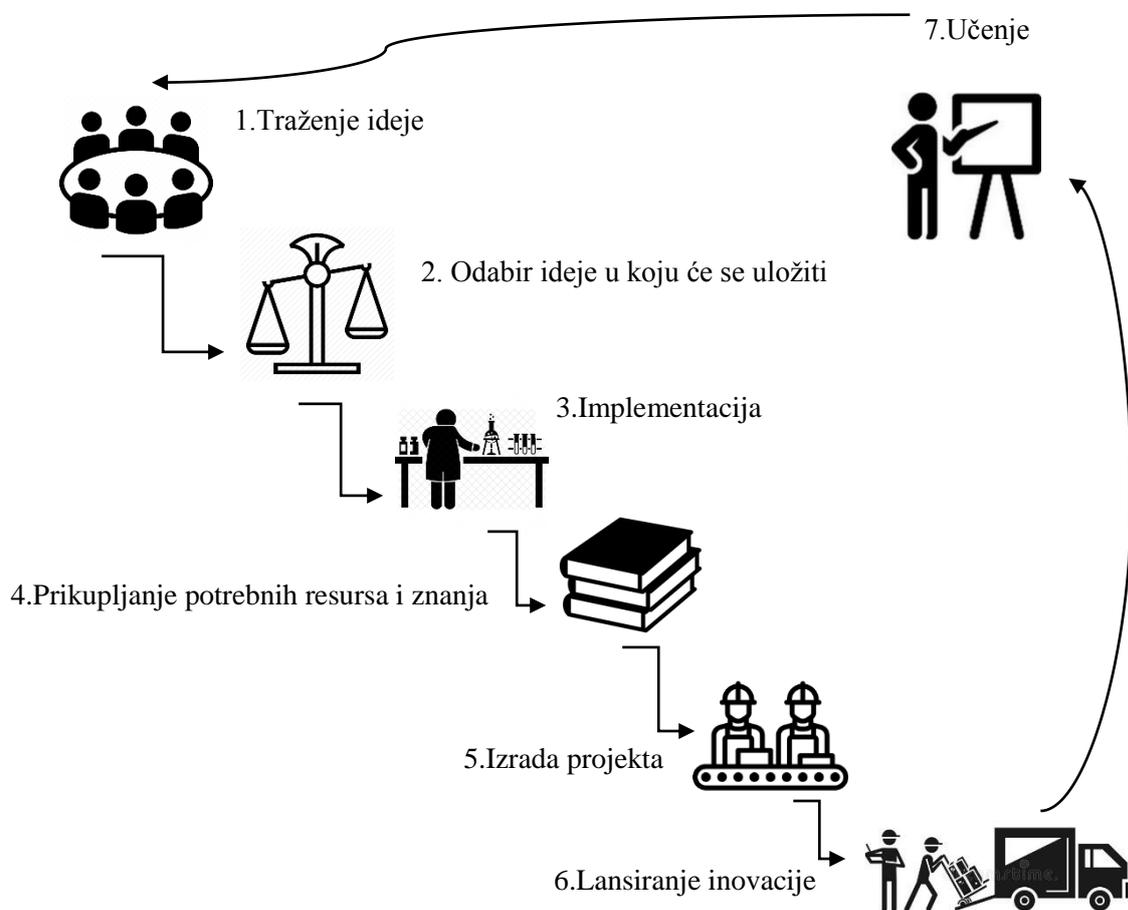 7.Učenje
1.Traženje ideje
2. Odabir ideje u koju će se uložiti
3.Implementacija
4.Prikupljanje potrebnih resursa i znanja
5.Izrada projekta
6.Lansiranje inovacije